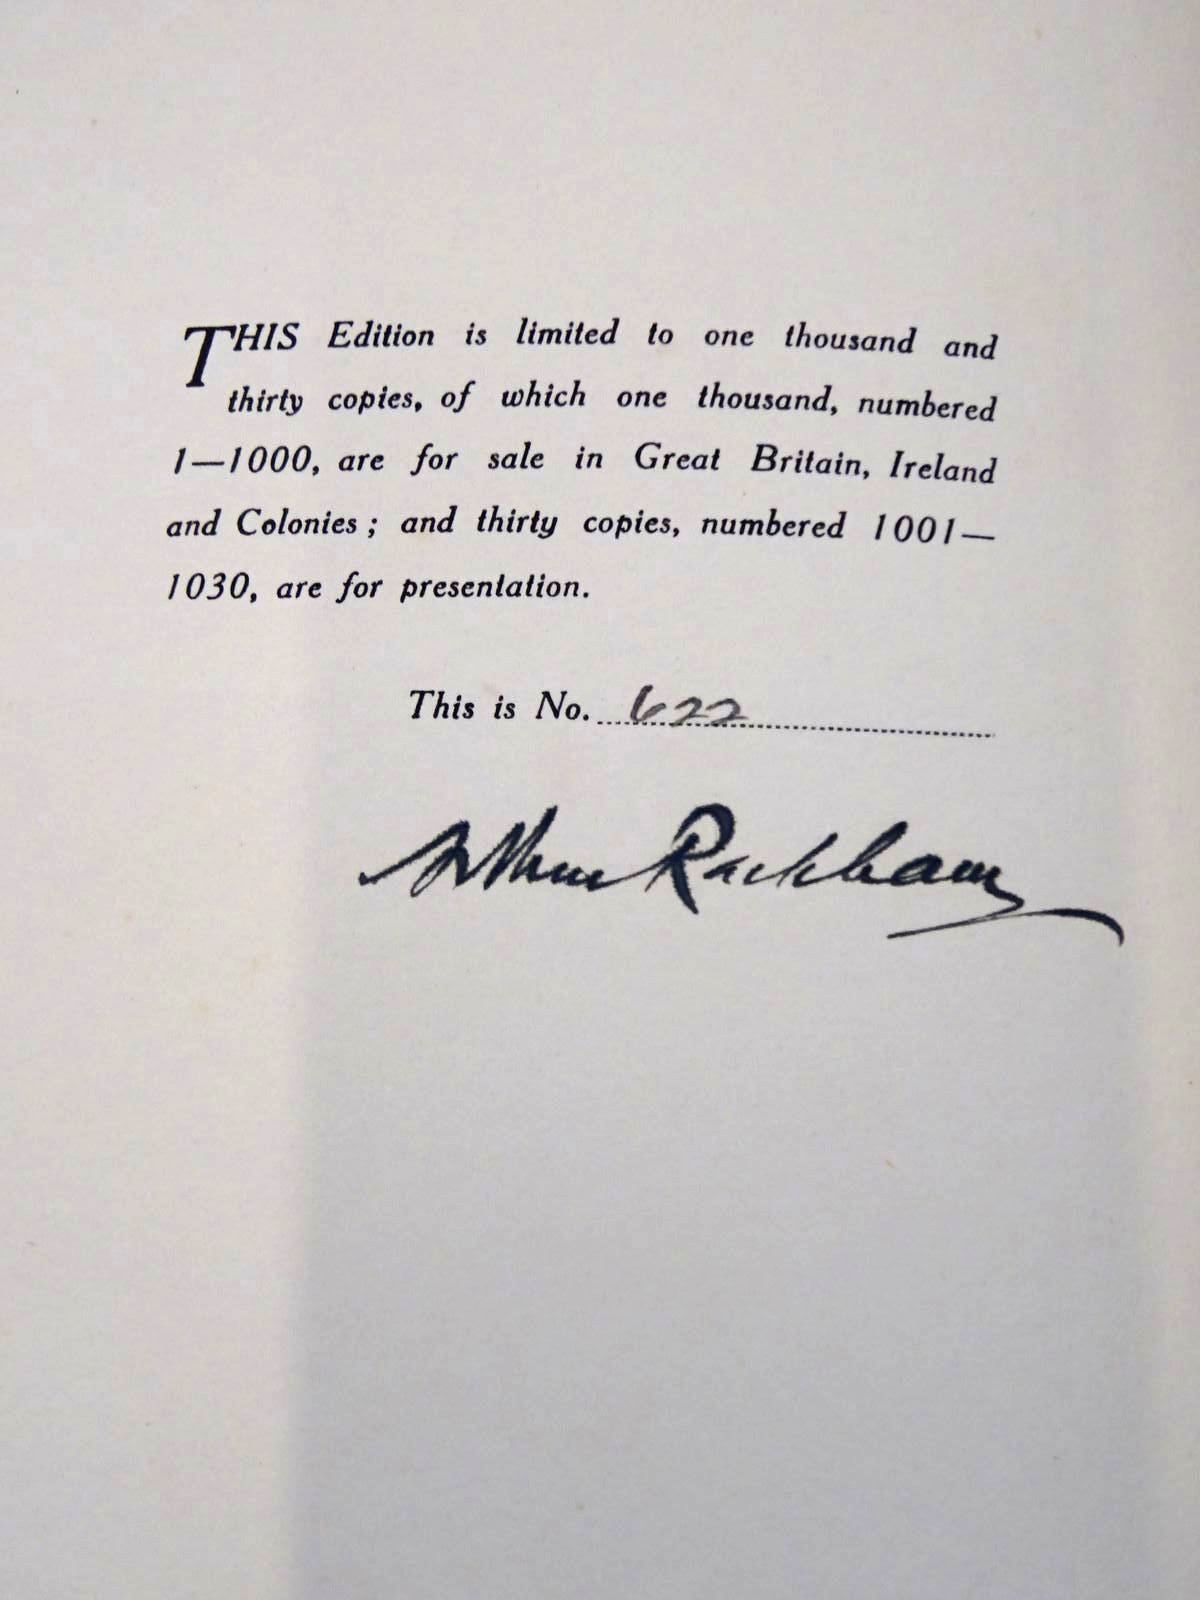 THIS Edition is limited to one thousand and
thirty copies, of which one thousand, numbered
1—1000, are for sale in Great Britain, Ireland
and Colonies; and thirty copies, numbered 1001—
1030, are for presentation.
This is No. 622
Arthur Rackham